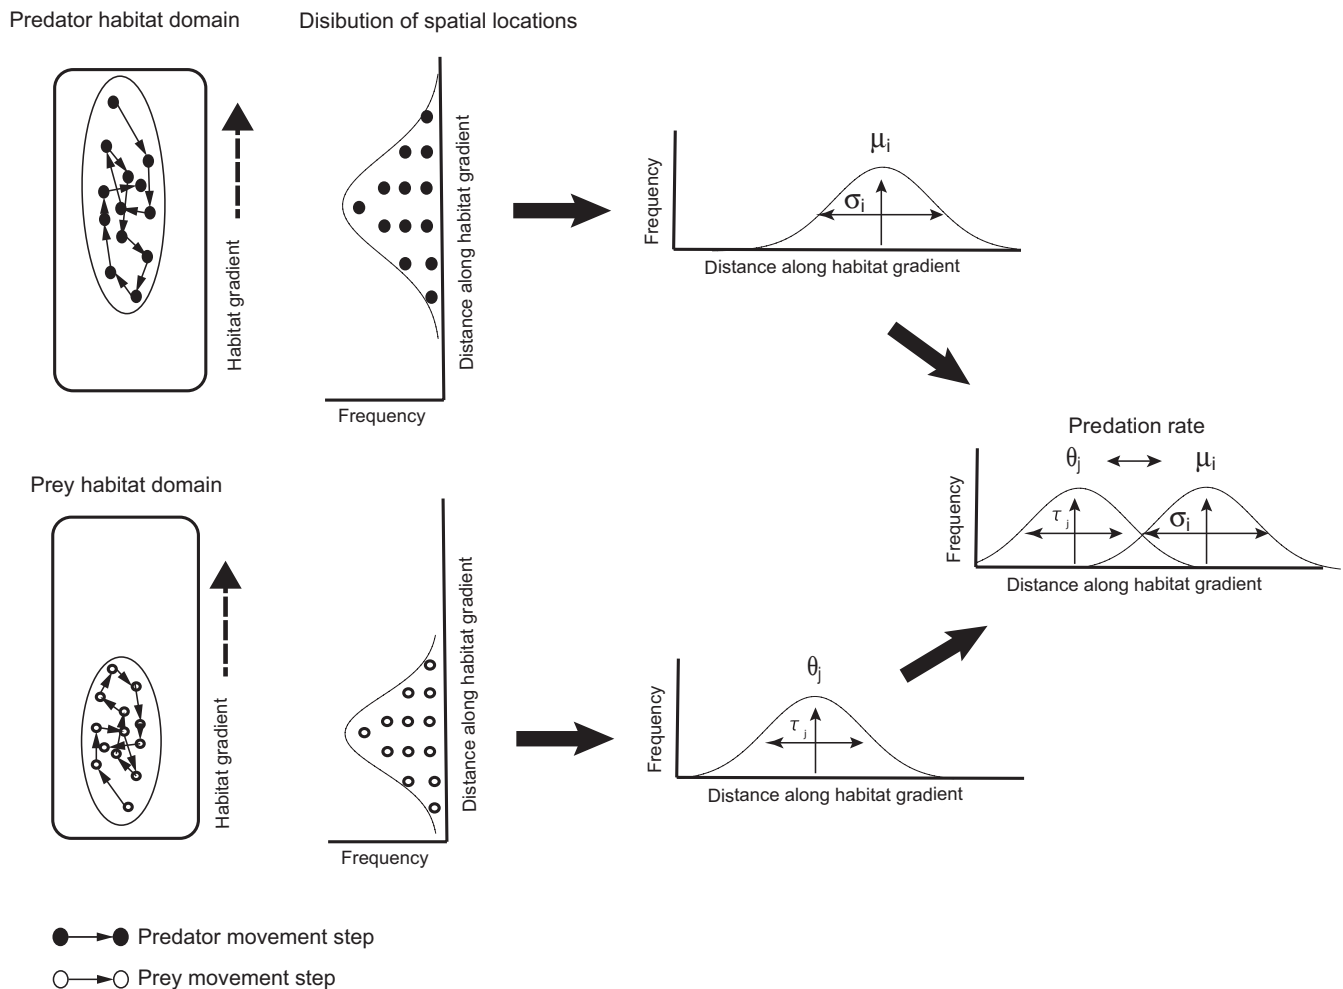 Predator habitat domain
Disibution of spatial locations
Habitat gradient
Distance along habitat gradient
Frequency
Frequency
μi
σi
Distance along habitat gradient
Predation rate
θj
μi
Frequency
τ j
σi
Distance along habitat gradient
Prey habitat domain
Habitat gradient
Distance along habitat gradient
Frequency
Frequency
θj
τ j
Distance along habitat gradient
Predator movement step
Prey movement step